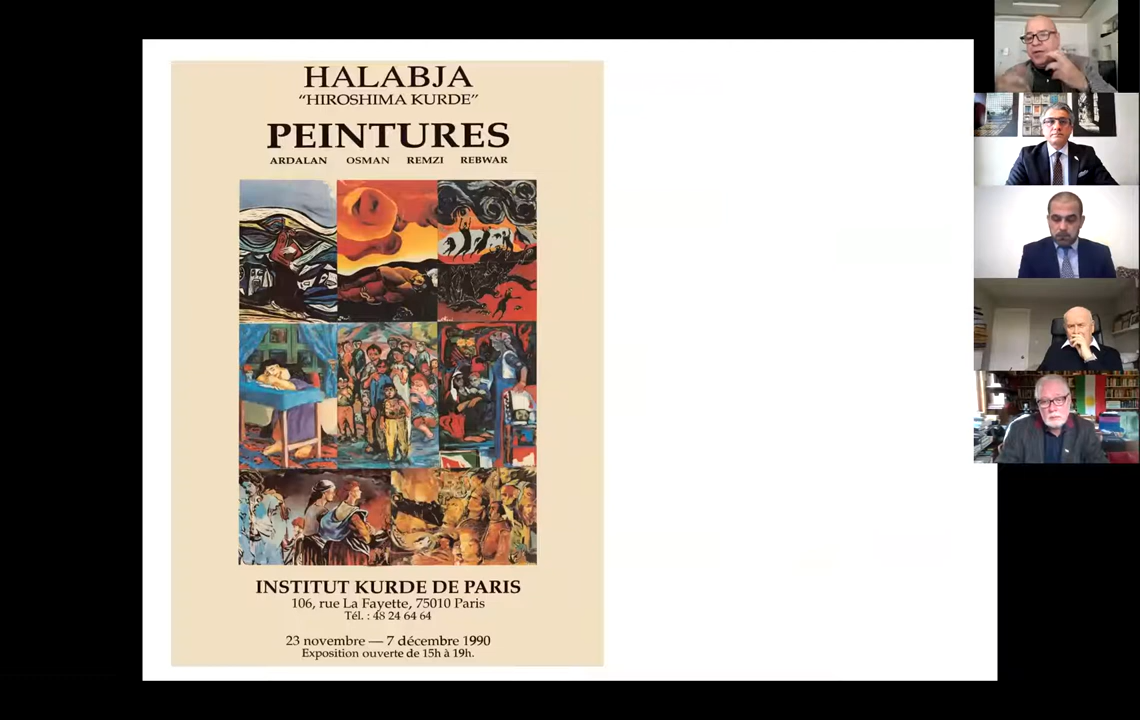 HALABJA
“HIROSHIMA KURDE”
PEINTURES
ARDALAN OSMAN REMZI REBWAR
INSTITUT KURDE DE PARIS
106, rue La Fayette, 75010 Paris
Tél. : 48 24 64 64
23 novembre — 7 décembre 1990
Exposition ouverte de 15h à 19h.